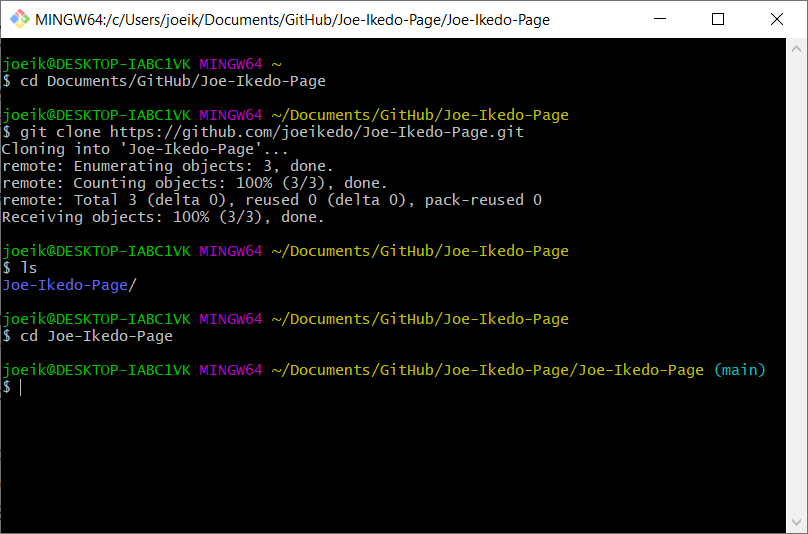 MINGW64:/c/Users/joeik/Documents/GitHub/Joe-Ikedo-Page/Joe-Ikedo-Page
joeik@DESKTOP-IABC1VK MINGW64 ~
$ cd Documents/GitHub/Joe-Ikedo-Page
joeik@DESKTOP-IABC1VK MINGW64 ~/Documents/GitHub/Joe-Ikedo-Page
$ git clone https://github.com/joeikedo/Joe-Ikedo-Page.git
Cloning into 'Joe-Ikedo-Page'...
remote: Enumerating objects: 3, done.
remote: Counting objects: 100% (3/3), done.
remote: Total 3 (delta 0), reused 0 (delta 0), pack-reused 0
Receiving objects: 100% (3/3), done.
joeik@DESKTOP-IABC1VK MINGW64 ~/Documents/GitHub/Joe-Ikedo-Page
$ ls
Joe-Ikedo-Page/
joeik@DESKTOP-IABC1VK MINGW64 ~/Documents/GitHub/Joe-Ikedo-Page
$ cd Joe-Ikedo-Page
joeik@DESKTOP-IABC1VK MINGW64 ~/Documents/GitHub/Joe-Ikedo-Page/Joe-Ikedo-Page (main)
$